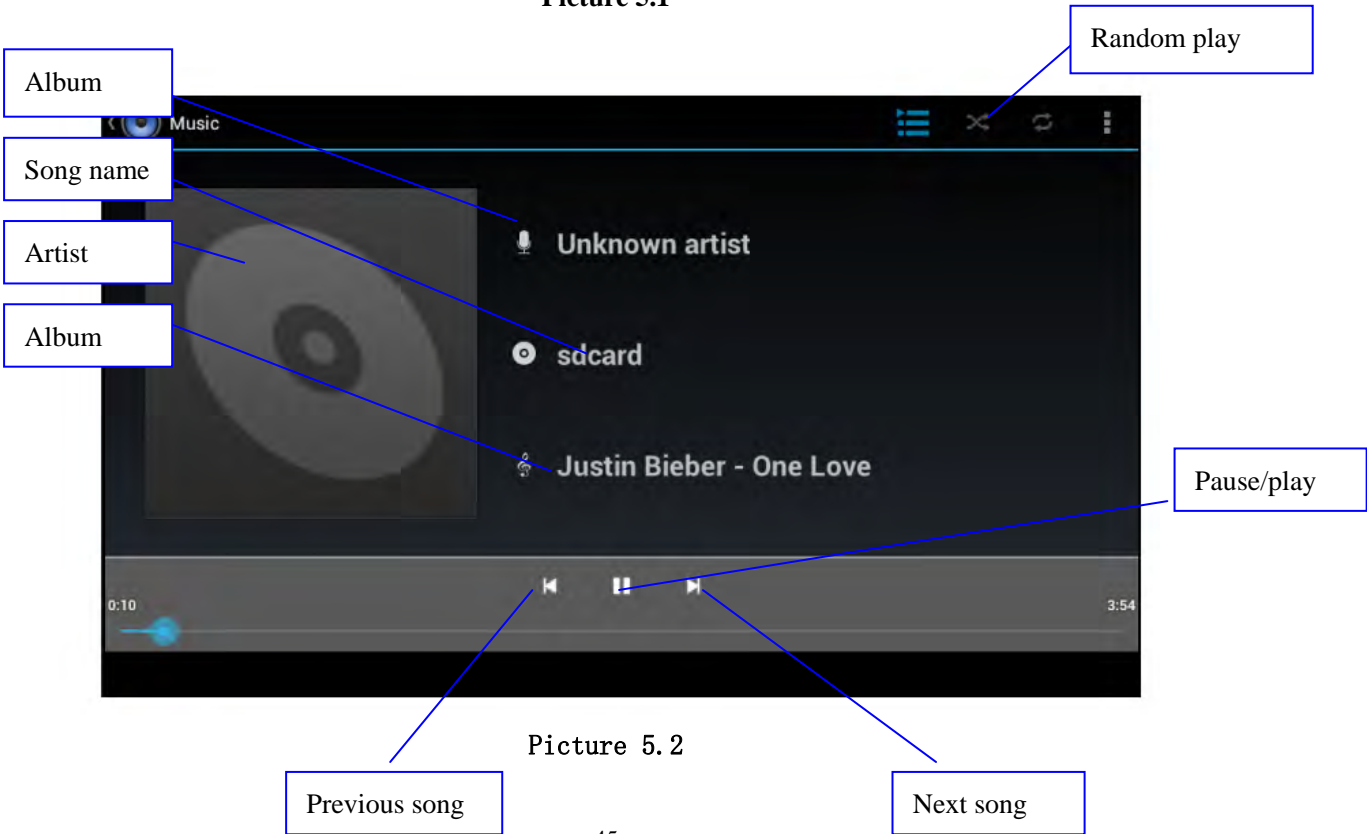 Picture 5.1
Random play
Album
Music
Song name
Artist
Unknown artist
Album
sdcard
Justin Bieber - One Love
Pause/play
0:10
3:54
Picture 5.2
Previous song
Next song